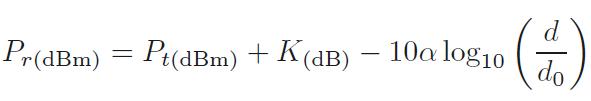 P_{r(dBm)} = P_{t(dBm)} + K_{(dB)} − 10α log_{10} (d/d_0)